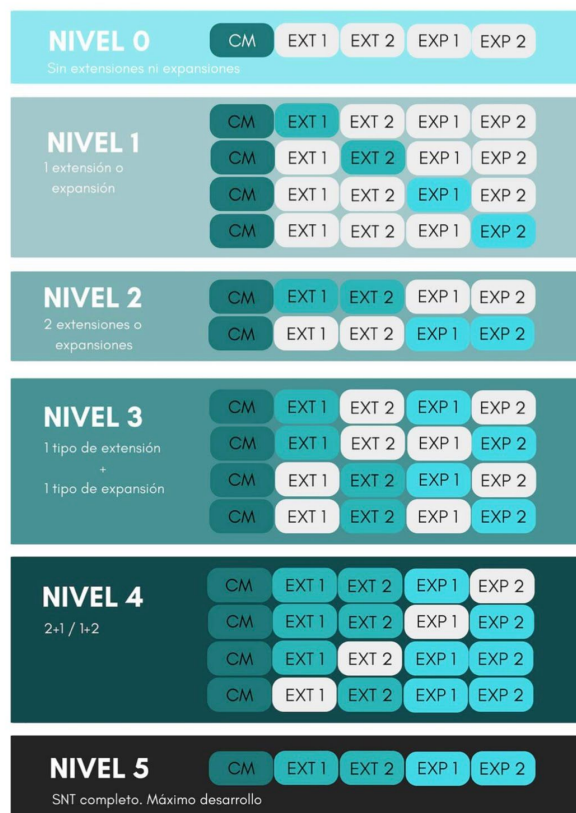 NIVEL 0
Sin extensiones ni expansiones
CM EXT 1 EXT 2 EXP 1 EXP 2
NIVEL 1
1 extensión o
expansión
CM EXT 1 EXT 2 EXP 1 EXP 2
CM EXT 1 EXT 2 EXP 1 EXP 2
CM EXT 1 EXT 2 EXP 1 EXP 2
CM EXT 1 EXT 2 EXP 1 EXP 2
NIVEL 2
2 extensiones o
expansiones
CM EXT 1 EXT 2 EXP 1 EXP 2
CM EXT 1 EXT 2 EXP 1 EXP 2
NIVEL 3
1 tipo de extensión
+
1 tipo de expansión
CM EXT 1 EXT 2 EXP 1 EXP 2
CM EXT 1 EXT 2 EXP 1 EXP 2
CM EXT 1 EXT 2 EXP 1 EXP 2
CM EXT 1 EXT 2 EXP 1 EXP 2
NIVEL 4
2+1 / 1+2
CM EXT 1 EXT 2 EXP 1 EXP 2
CM EXT 1 EXT 2 EXP 1 EXP 2
CM EXT 1 EXT 2 EXP 1 EXP 2
CM EXT 1 EXT 2 EXP 1 EXP 2
NIVEL 5
SNT completo. Máximo desarrollo
CM EXT 1 EXT 2 EXP 1 EXP 2